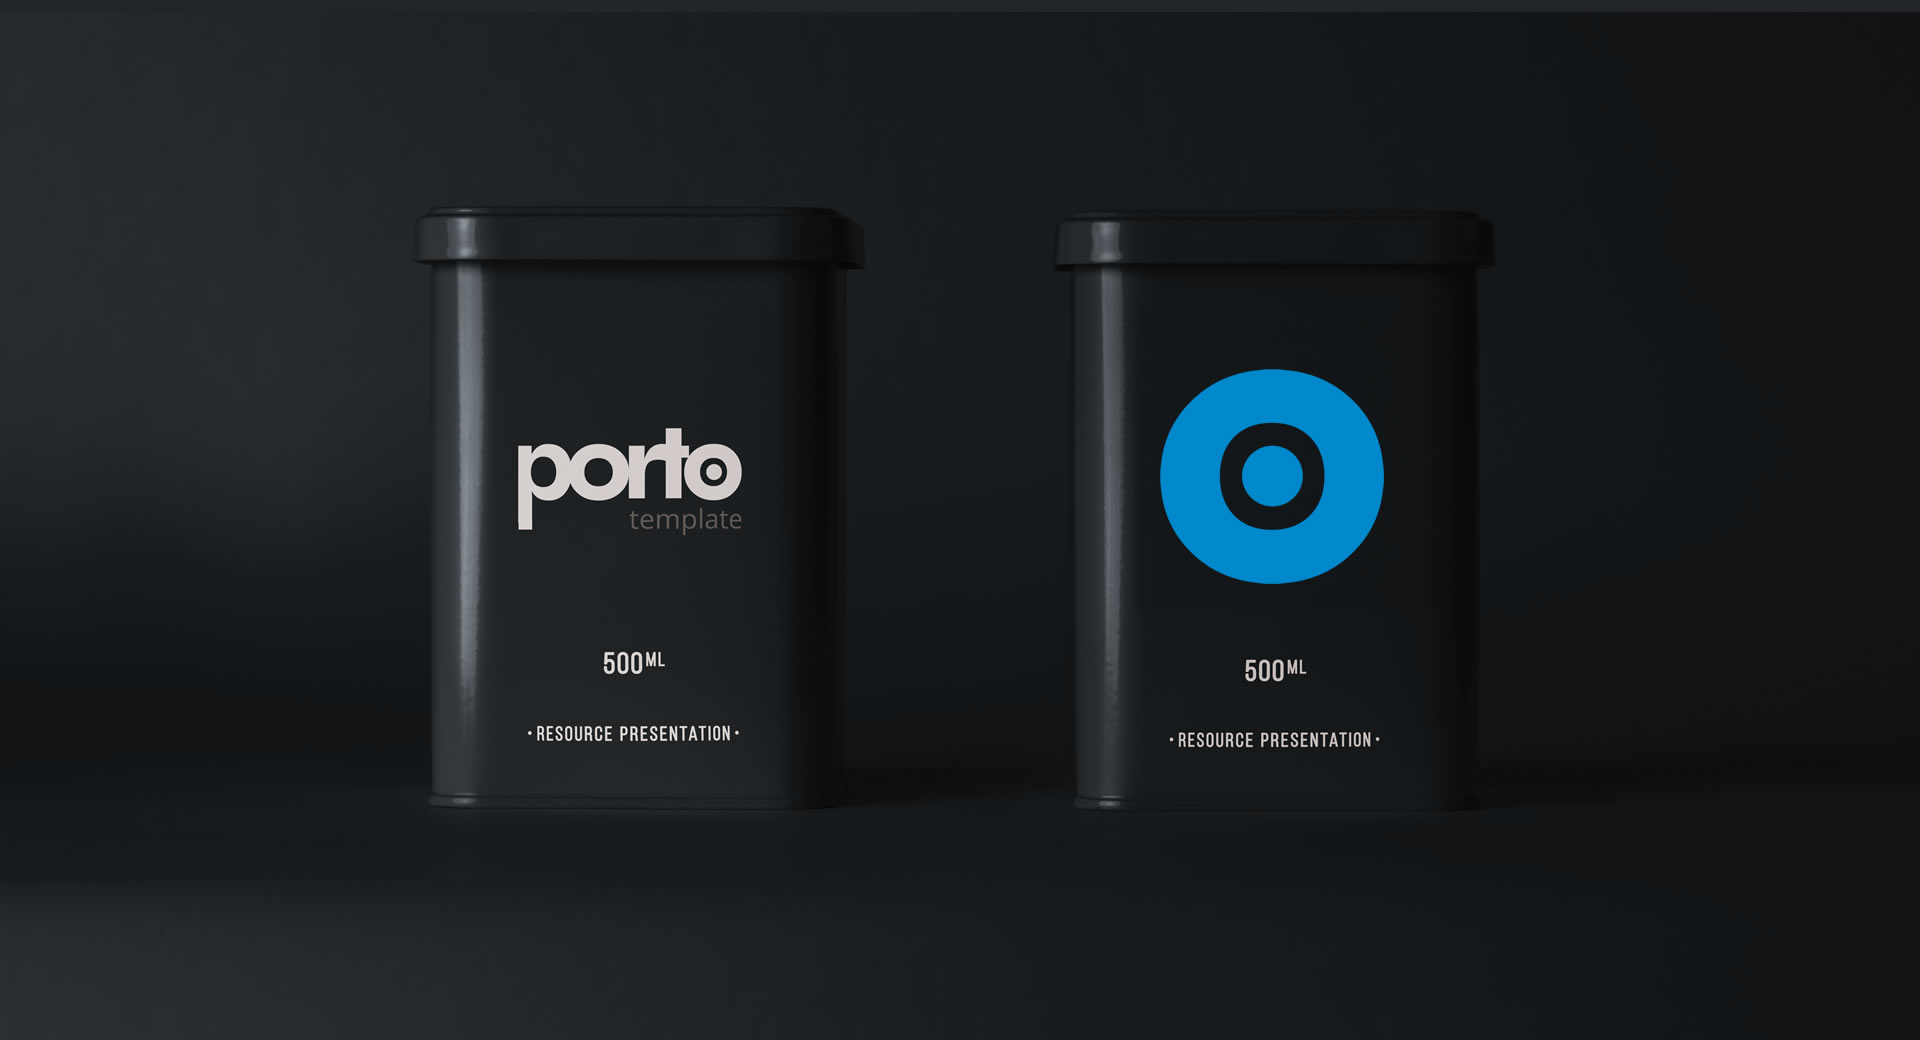 porto
template
500ML
• RESOURCE PRESENTATION •
500ML
• RESOURCE PRESENTATION •